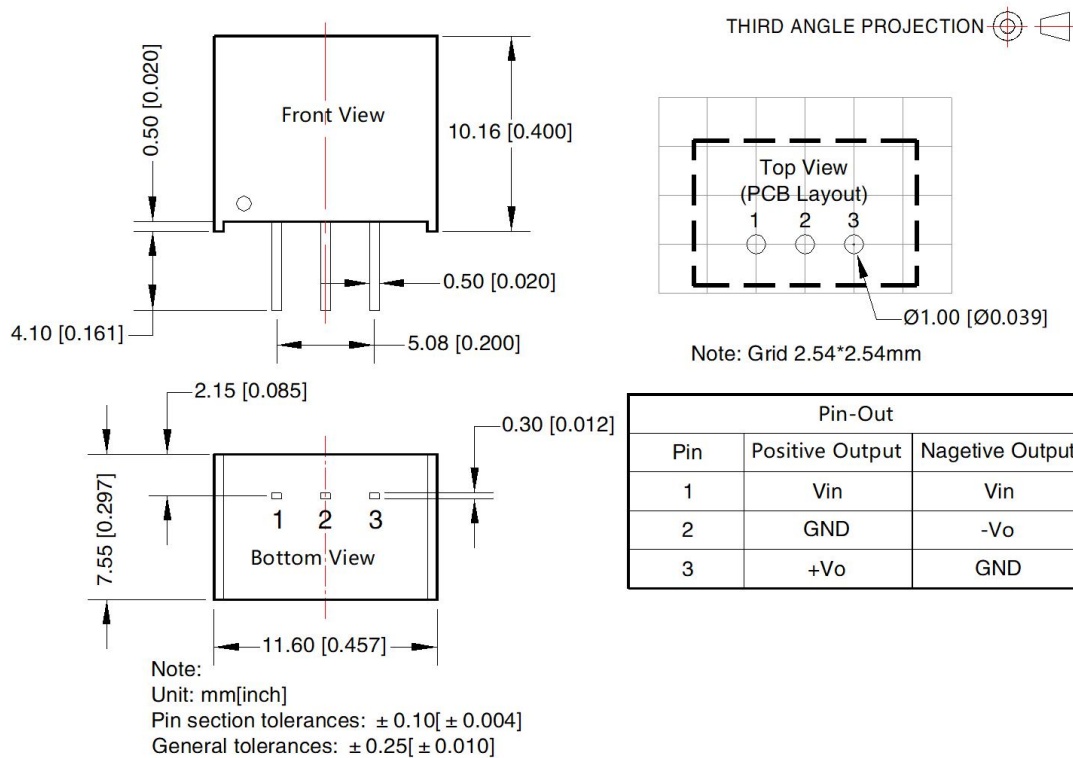 THIRD ANGLE PROJECTION
0.50 [0.020]
Front View
10.16 [0.400]
0.50 [0.020]
4.10 [0.161]
5.08 [0.200]
Top View
(PCB Layout)
1 2 3
Ø1.00 [Ø0.039]
Note: Grid 2.54*2.54mm
2.15 [0.085]
0.30 [0.012]
7.55 [0.297]
1 2 3
Bottom View
11.60 [0.457]
Pin-Out
Pin Positive Output Nagetive Output
1 Vin Vin
2 GND -Vo
3 +Vo GND
Note:
Unit: mm[inch]
Pin section tolerances: ± 0.10[ ± 0.004]
General tolerances: ± 0.25[ ± 0.010]